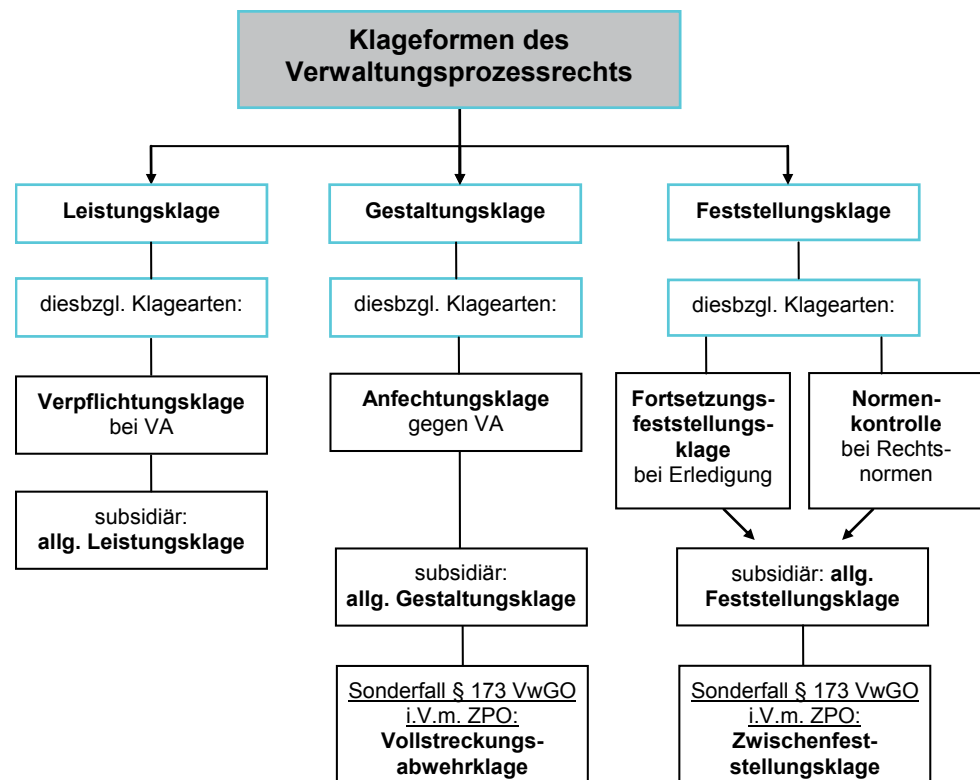 Klageformen des
Verwaltungsprozessrechts
Leistungsklage
Gestaltungsklage
Feststellungsklage
diesbzgl. Klagearten:
diesbzgl. Klagearten:
diesbzgl. Klagearten:
Verpflichtungsklage
bei VA
Anfechtungsklage
gegen VA
Fortsetzungs-
feststellungs-
klage
bei Erledigung
Normen-
kontrolle
bei Rechts-
normen
subsidiär:
allg. Leistungsklage
subsidiär:
allg. Gestaltungsklage
subsidiär: allg.
Feststellungsklage
Sonderfall § 173 VwGO
i.V.m. ZPO:
Vollstreckungs-
abwehrklage
Sonderfall § 173 VwGO
i.V.m. ZPO:
Zwischenfest-
stellungsklage